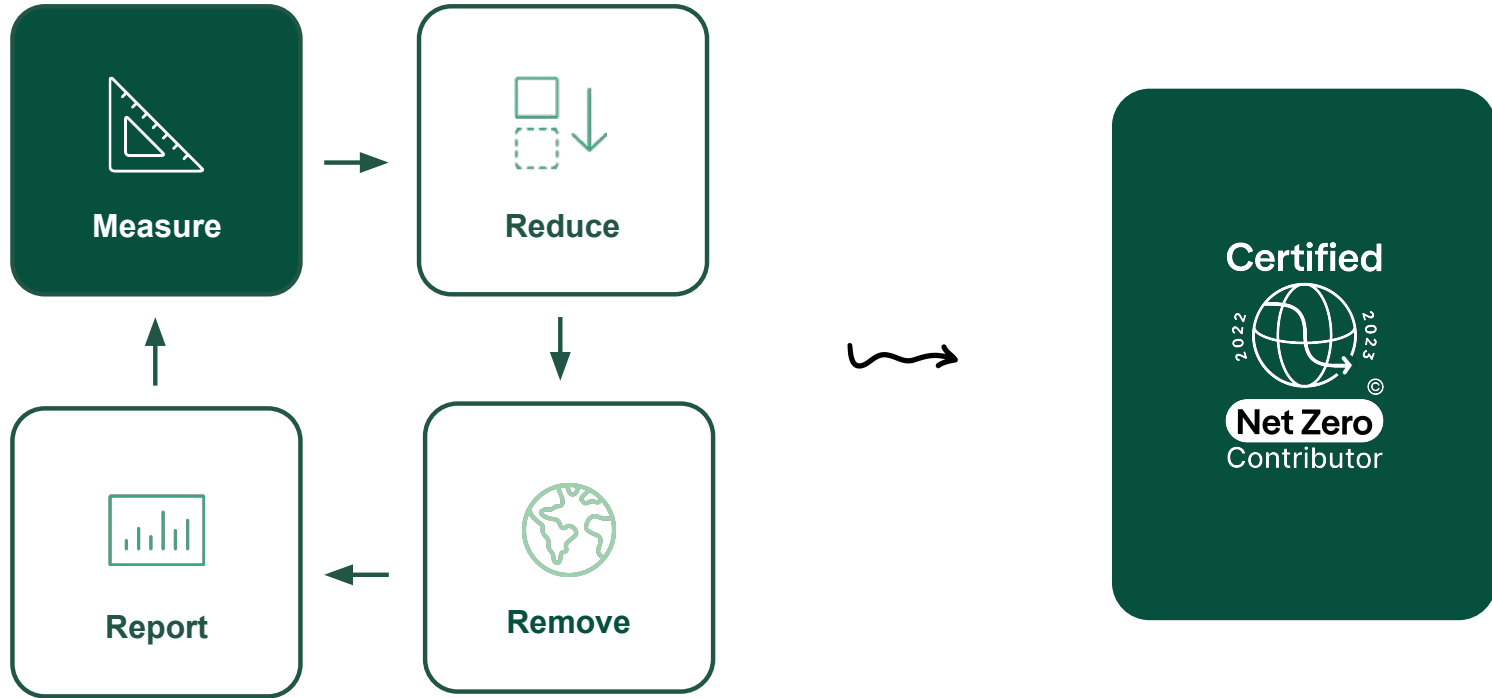 Measure
Reduce
Report
Remove
Certified
2022
2023
©
Net Zero
Contributor